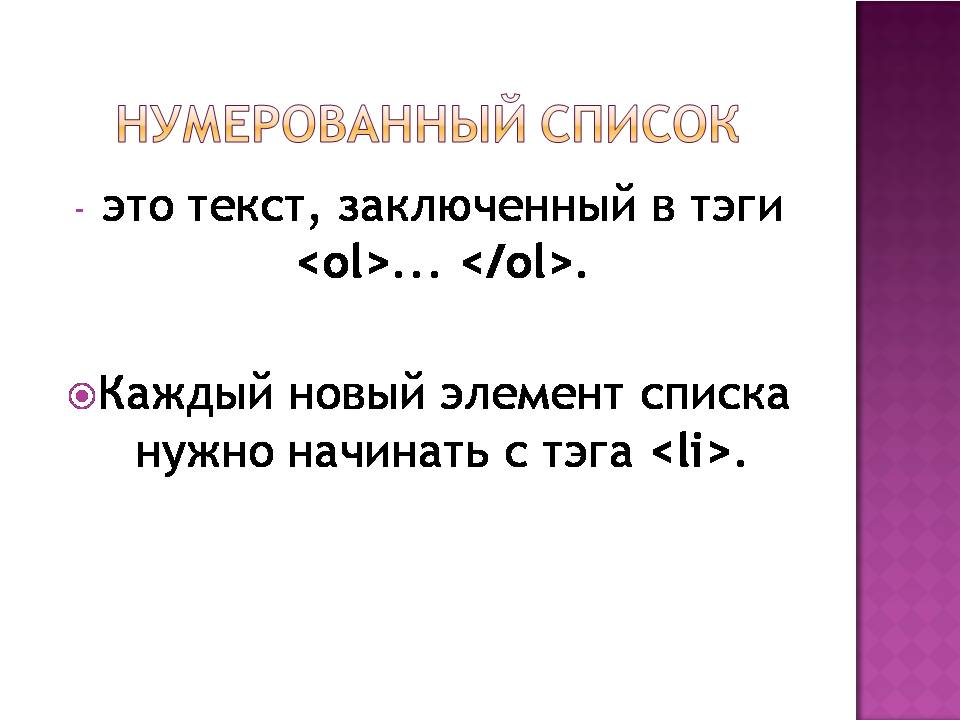 НУМЕРОВАННЫЙ СПИСОК
- это текст, заключенный в тэги
<ol>... </ol>.
Каждый новый элемент списка
нужно начинать с тэга <li>.